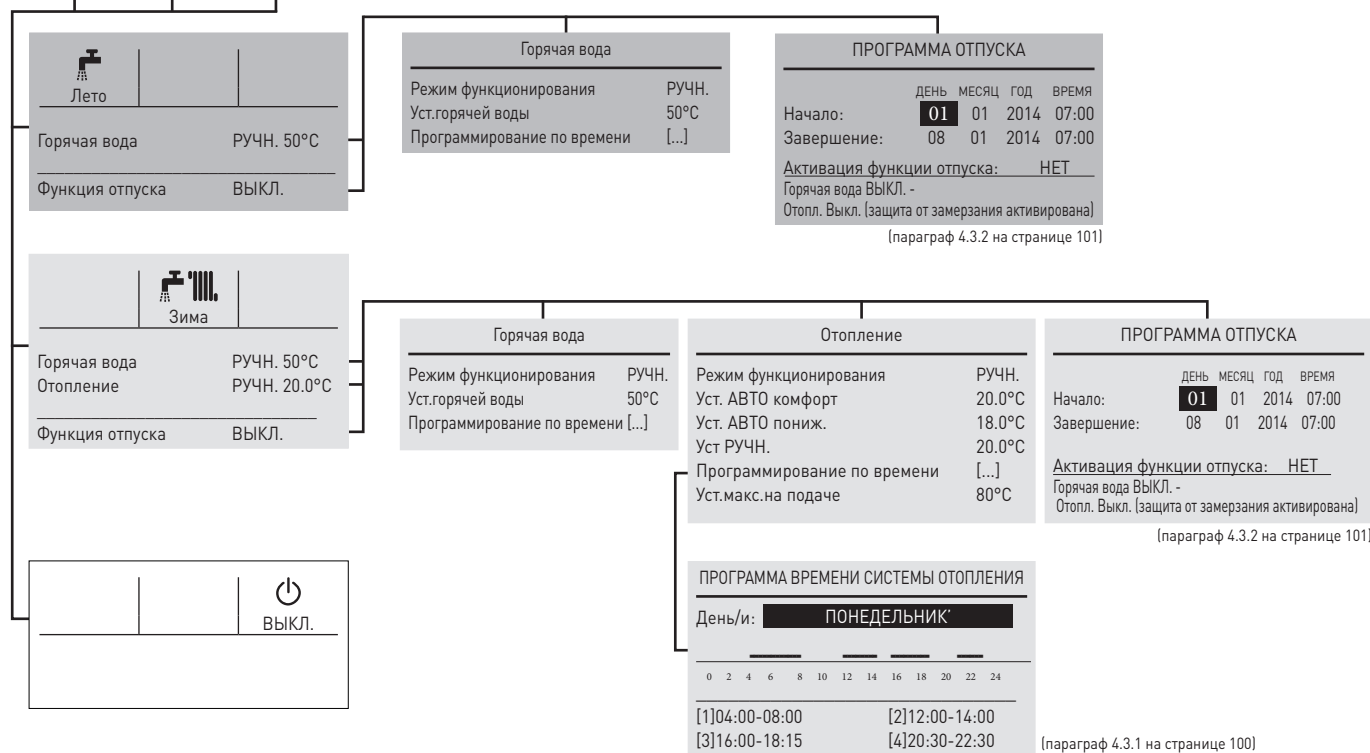 Лето
Горячая вода РУЧН. 50°C
Функция отпуска ВЫКЛ.
Горячая вода
Режим функционирования РУЧН.
Уст.горячей воды 50°C
Программирование по времени [...]
ПРОГРАММА ОТПУСКА
ДЕНЬ МЕСЯЦ ГОД ВРЕМЯ
Начало: 01 01 2014 07:00
Завершение: 08 01 2014 07:00
Активация функции отпуска: НЕТ
Горячая вода ВЫКЛ. -
Отопл. Выкл. (защита от замерзания активирована)
(параграф 4.3.2 на странице 101)
Зима
Горячая вода РУЧН. 50°C
Отопление РУЧН. 20.0°C
Функция отпуска ВЫКЛ.
Горячая вода
Режим функционирования РУЧН.
Уст.горячей воды 50°C
Программирование по времени [...]
Отопление
Режим функционирования РУЧН.
Уст. АВТО комфорт 20.0°C
Уст. АВТО пониж. 18.0°C
Уст РУЧН. 20.0°C
Программирование по времени [...]
Уст.макс.на подаче 80°C
ПРОГРАММА ОТПУСКА
ДЕНЬ МЕСЯЦ ГОД ВРЕМЯ
Начало: 01 01 2014 07:00
Завершение: 08 01 2014 07:00
Активация функции отпуска: НЕТ
Горячая вода ВЫКЛ. -
Отопл. Выкл. (защита от замерзания активирована)
(параграф 4.3.2 на странице 101)
ВЫКЛ.
ПРОГРАММА ВРЕМЕНИ СИСТЕМЫ ОТОПЛЕНИЯ
День/и: ПОНЕДЕЛЬНИК*
0 2 4 6 8 10 12 14 16 18 20 22 24
[1]04:00-08:00 [2]12:00-14:00
[3]16:00-18:15 [4]20:30-22:30
(параграф 4.3.1 на странице 100)